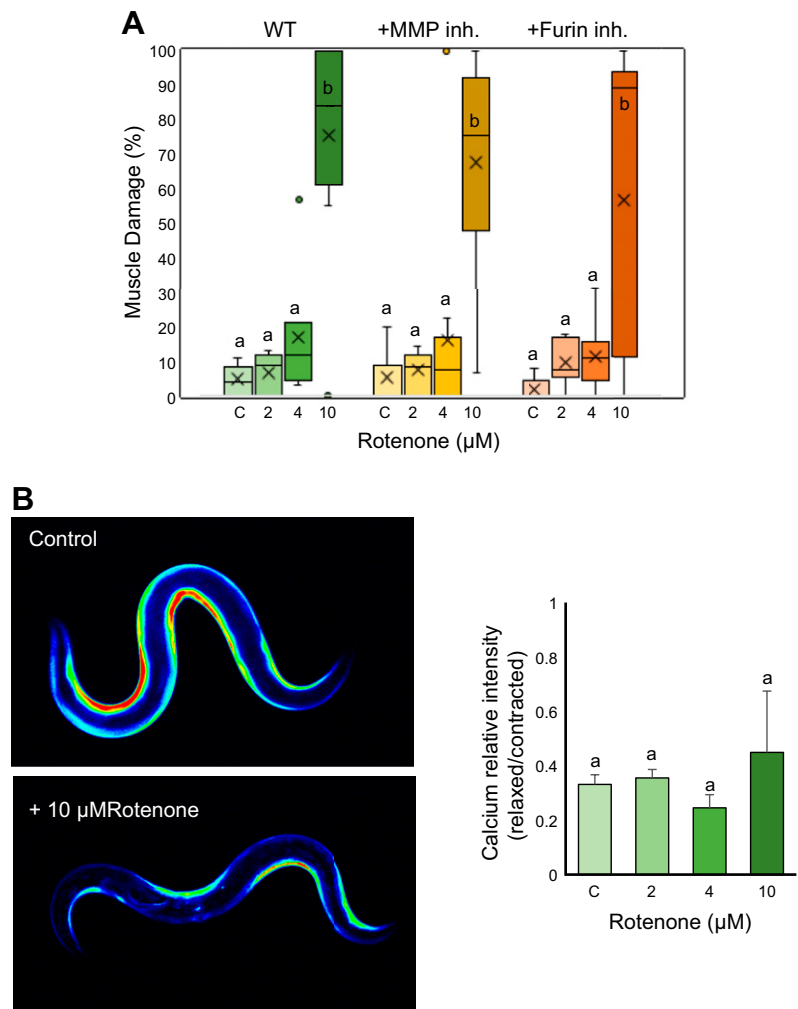 A
WT +MMP inh. +Furin inh.
Muscle Damage (%)
100
90
80
70
60
50
40
30
20
10
0
b b b
a a a a a a a a a
C 2 4 10 C 2 4 10 C 2 4 10
Rotenone (µM)
B
Control
+ 10 µMRotenone
Calcium relative intensity
(relaxed/contracted)
1
0.8
0.6
0.4
0.2
0
a a a a
C 2 4 10
Rotenone (µM)